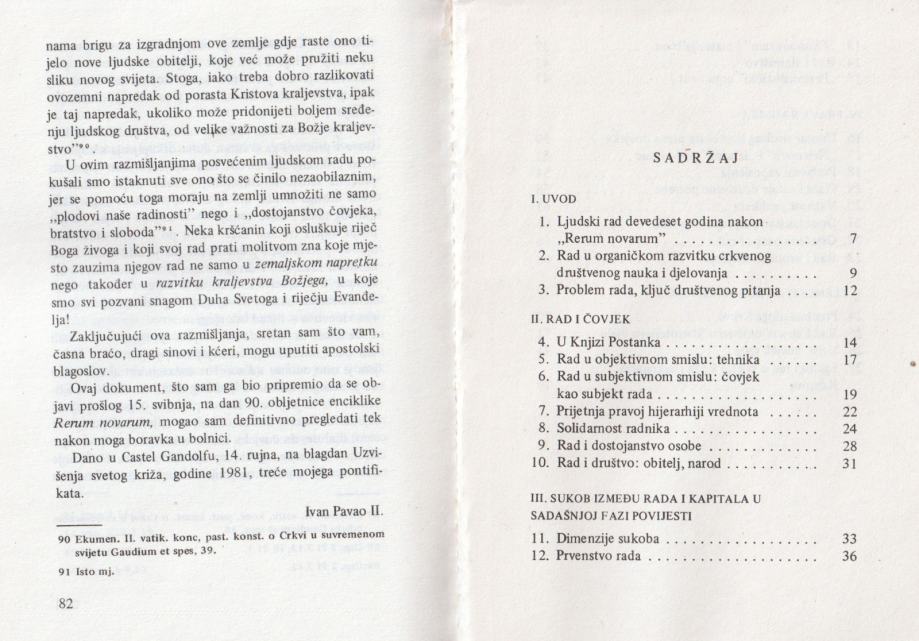 nama brigu za izgradnjom ove zemlje gdje raste ono ti-
jelo nove ljudske obitelji, koje već može pružiti neku
sliku novog svijeta. Stoga, iako treba dobro razlikovati
ovozemni napredak od porasta Kristova kraljevstva, ipak
je taj napredak, ukoliko može pridonijeti boljem sređe-
nju ljudskog društva, od velike važnosti za Božje kraljev-
stvo”⁹⁰.
U ovim razmišljanjima posvećenim ljudskom radu po-
kušali smo istaknuti sve ono što se činilo nezaobilaznim,
jer se pomoću toga moraju na zemlji umnožiti ne samo
„plodovi naše radinosti” nego i „dostojanstvo čovjeka,
bratstvo i sloboda”⁹¹. Neka kršćanin koji osluškuje riječ
Boga živoga i koji svoj rad prati molitvom zna koje mje-
sto zauzima njegov rad ne samo u zemaljskom napretku
nego također u razvitku kraljevstva Božjega, u koje
smo svi pozvani snagom Duha Svetoga i riječju Evanđe-
lja!
Zaključujući ova razmišljanja, sretan sam što vam,
časna braćo, dragi sinovi i kćeri, mogu uputiti apostolski
blagoslov.
Ovaj dokument, što sam ga bio pripremio da se ob-
javi prošlog 15. svibnja, na dan 90. obljetnice enciklike
Rerum novarum, mogao sam definitivno pregledati tek
nakon moga boravka u bolnici.
Dano u Castel Gandolfu, 14. rujna, na blagdan Uzvi-
šenja svetog križa, godine 1981, treće mojega pontifi-
kata.
Ivan Pavao II.
90 Ekumen. II. vatik. konc, past. konst. o Crkvi u suvremenom
svijetu Gaudium et spes, 39.
91 Isto mj.
82
SADRŽAJ
I. UVOD
1. Ljudski rad devedeset godina nakon
„Rerum novarum” . . . . . . . . . . . . . . . . . 7
2. Rad u organičkom razvitku crkvenog
društvenog nauka i djelovanja . . . . . . . . . . 9
3. Problem rada, ključ društvenog pitanja . . . . 12
II. RAD I ČOVJEK
4. U Knjizi Postanka . . . . . . . . . . . . . . . . . 14
5. Rad u objektivnom smislu: tehnika . . . . . . 17
6. Rad u subjektivnom smislu: čovjek
kao subjekt rada . . . . . . . . . . . . . . . . . . . 19
7. Prijetnja pravoj hijerarhiji vrednota . . . . . . 22
8. Solidarnost radnika . . . . . . . . . . . . . . . . . 24
9. Rad i dostojanstvo osobe . . . . . . . . . . . . . 28
10. Rad i društvo: obitelj, narod . . . . . . . . . . . 31
III. SUKOB IZMEĐU RADA I KAPITALA U
SADAŠNJOJ FAZI POVIJESTI
11. Dimenzije sukoba . . . . . . . . . . . . . . . . . . 33
12. Prvenstvo rada . . . . . . . . . . . . . . . . . . . . 36